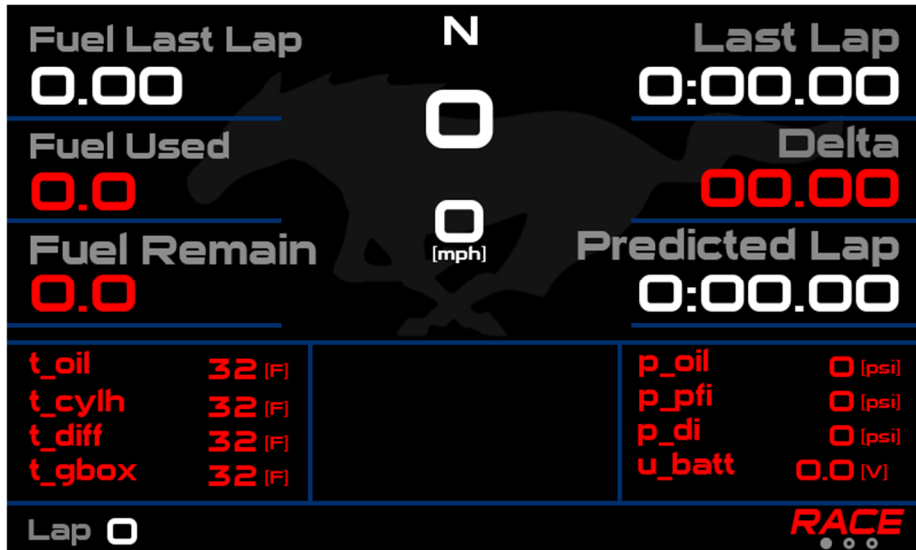 Fuel Last Lap
0.00
Fuel Used
0.0
Fuel Remain
0.0
N
0
0
[mph]
Last Lap
0:00.00
Delta
00.00
Predicted Lap
0:00.00
t_oil 32 [F]
t_cylh 32 [F]
t_diff 32 [F]
t_gbox 32 [F]
p_oil 0 [psi]
p_pfi 0 [psi]
p_di 0 [psi]
u_batt 0.0 [V]
Lap 0
RACE